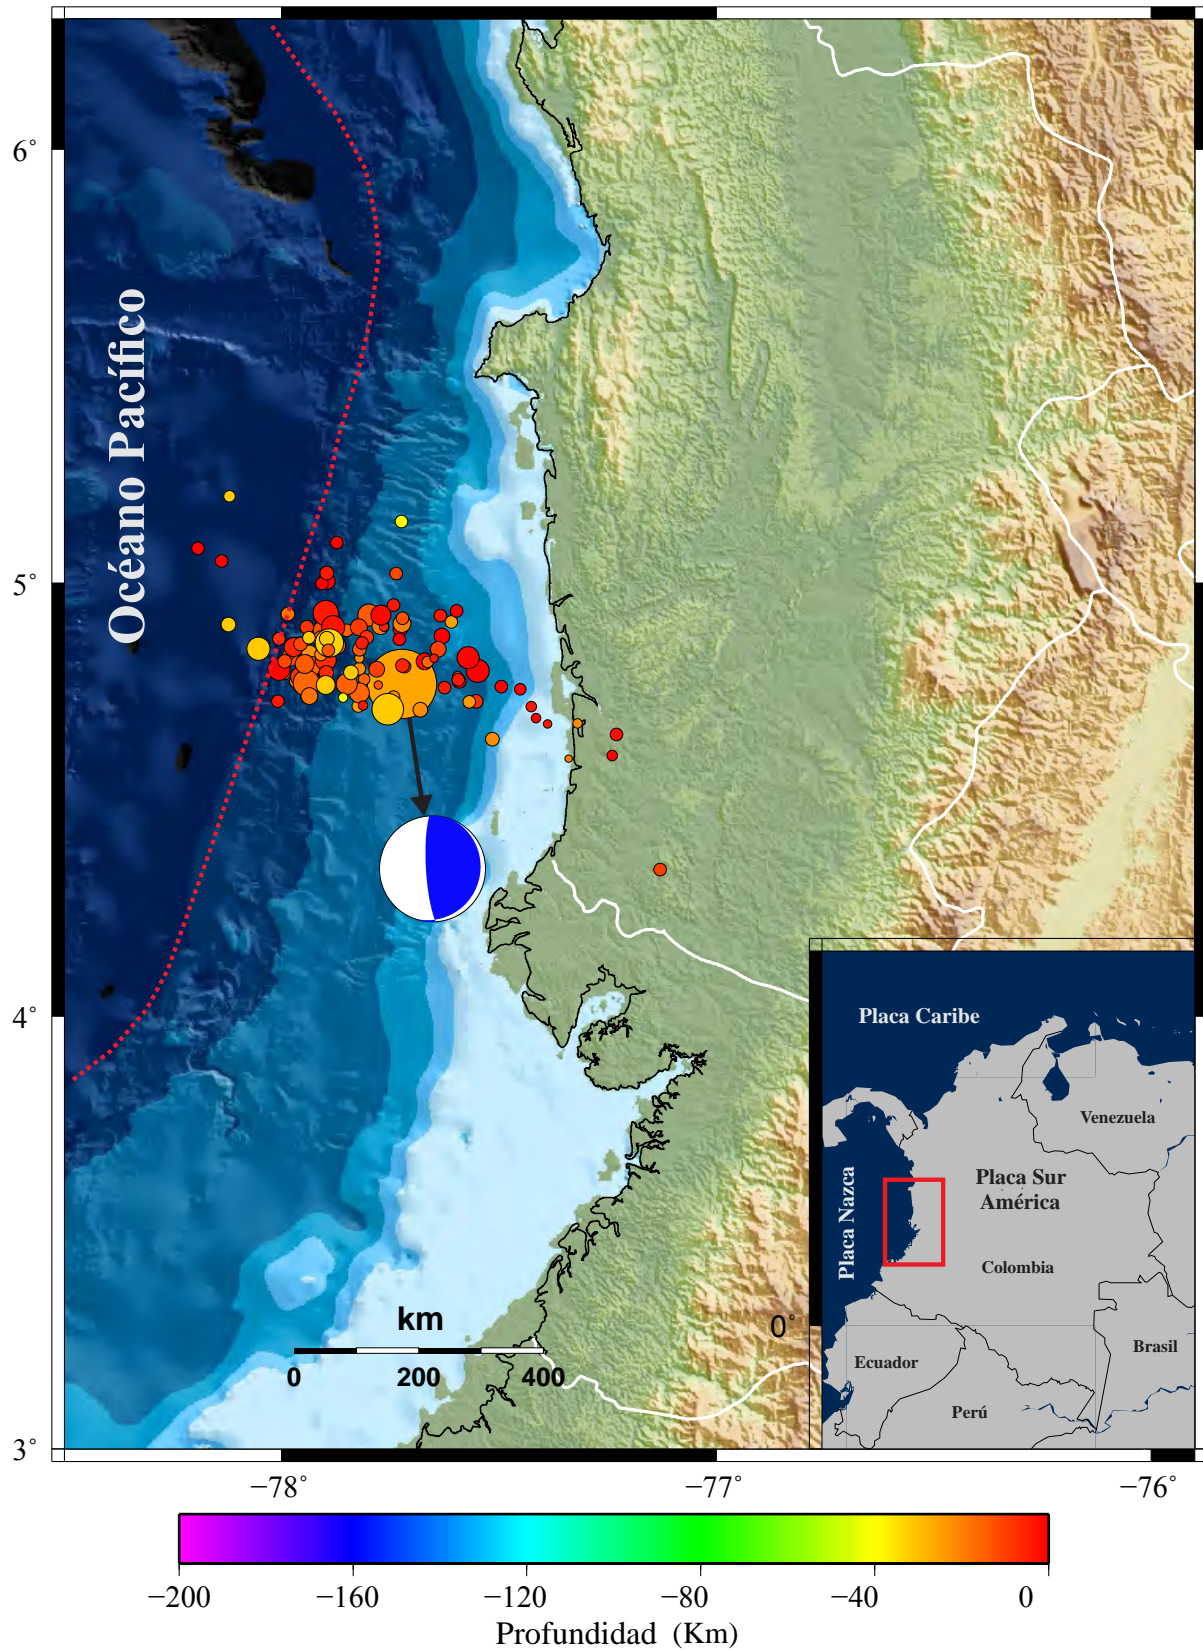 6°
5°
4°
3°
Océano Pacífico
Placa Caribe
Venezuela
Placa Sur
América
Placa Nazca
Colombia
0°
Ecuador
Brasil
Perú
km
0 200 400
−78° −77° −76°
−200 −160 −120 −80 −40 0
Profundidad (Km)